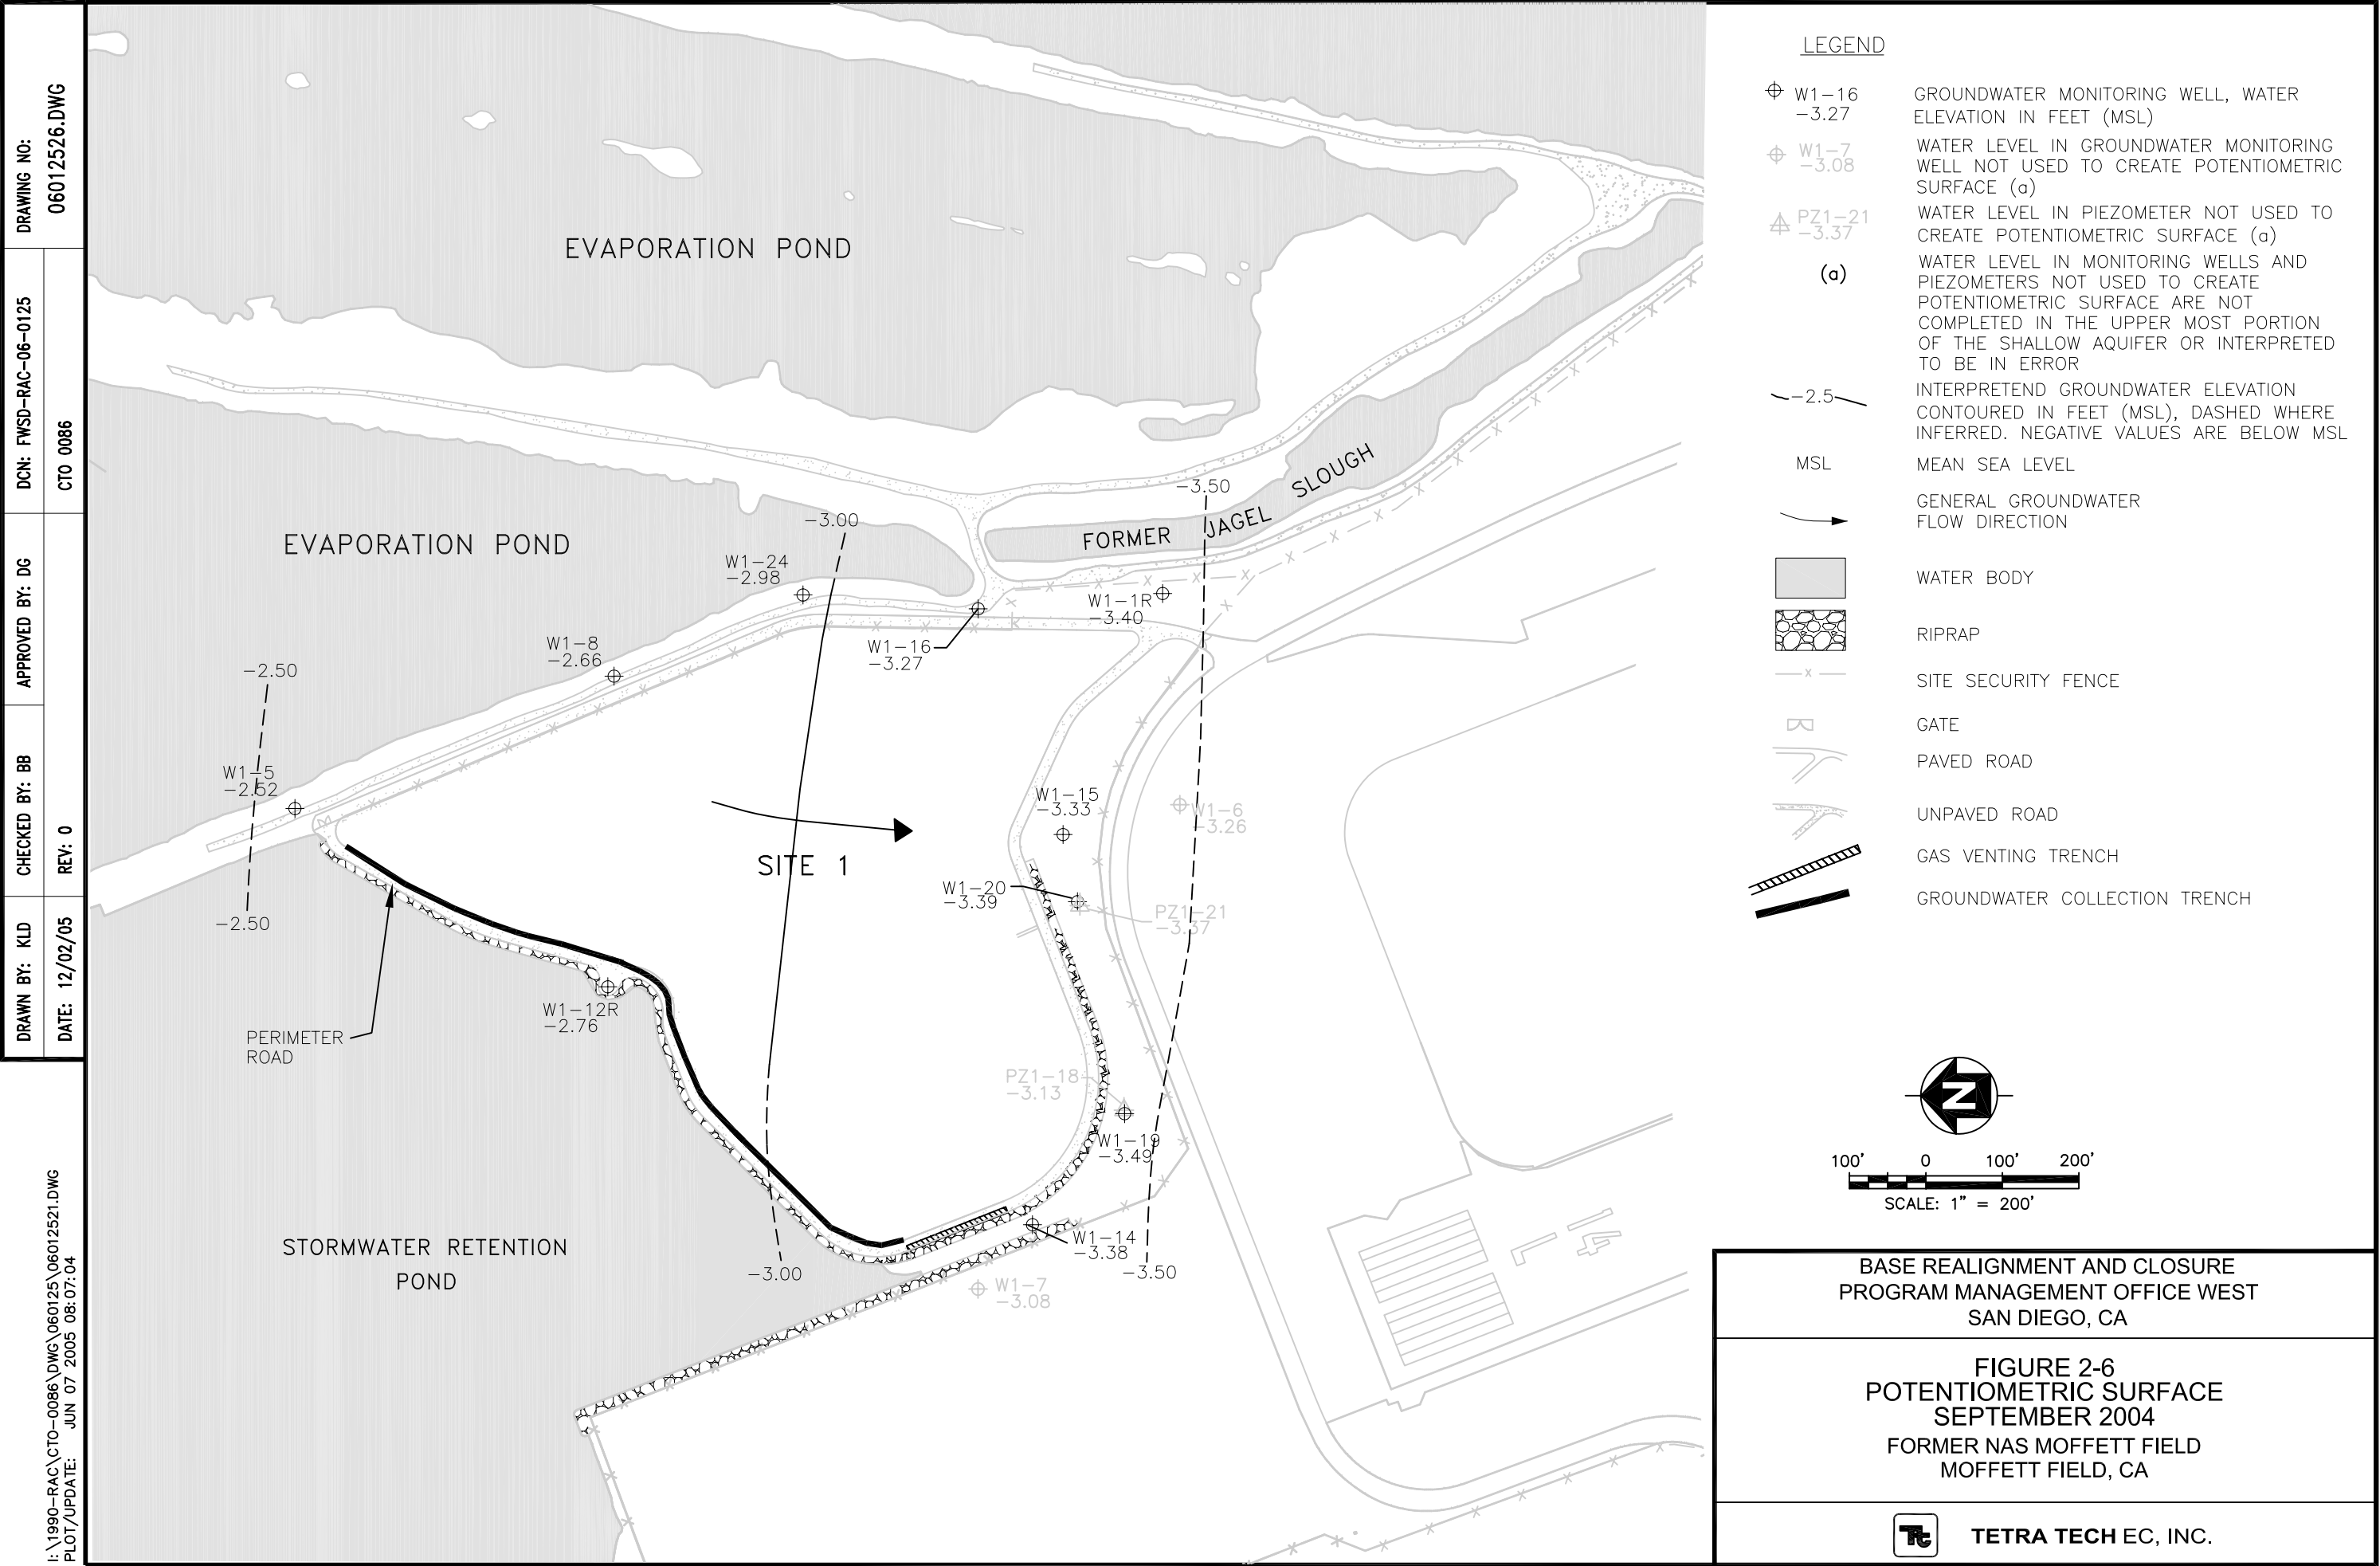 DRAWING NO:
06012526.DWG
DCN: FWSD-RAC-06-0125
CTO 0086
APPROVED BY: DG
CHECKED BY: BB
REV: 0
DRAWN BY: KLD
DATE: 12/02/05
I:\1990-RAC\CTO-0086\DWG\060125\06012521.DWG
PLOT/UPDATE: JUN 07 2005 08:07:04
EVAPORATION POND
EVAPORATION POND
FORMER JAGEL SLOUGH
-3.50
-3.00
W1-24
-2.98
W1-1R
-3.40
W1-16
-3.27
W1-8
-2.66
-2.50
W1-5
-2.52
W1-15
-3.33
W1-6
-3.26
SITE 1
W1-20
-3.39
PZ1-21
-3.37
-2.50
W1-12R
-2.76
PERIMETER
ROAD
PZ1-18
-3.13
W1-19
-3.49
W1-14
-3.38
-3.50
-3.00
W1-7
-3.08
STORMWATER RETENTION
POND
14
L
LEGEND
W1-16
-3.27
GROUNDWATER MONITORING WELL, WATER
ELEVATION IN FEET (MSL)
W1-7
-3.08
WATER LEVEL IN GROUNDWATER MONITORING
WELL NOT USED TO CREATE POTENTIOMETRIC
SURFACE (a)
PZ1-21
-3.37
WATER LEVEL IN PIEZOMETER NOT USED TO
CREATE POTENTIOMETRIC SURFACE (a)
(a)
WATER LEVEL IN MONITORING WELLS AND
PIEZOMETERS NOT USED TO CREATE
POTENTIOMETRIC SURFACE ARE NOT
COMPLETED IN THE UPPER MOST PORTION
OF THE SHALLOW AQUIFER OR INTERPRETED
TO BE IN ERROR
-2.5
INTERPRETEND GROUNDWATER ELEVATION
CONTOURED IN FEET (MSL), DASHED WHERE
INFERRED. NEGATIVE VALUES ARE BELOW MSL
MSL
MEAN SEA LEVEL
GENERAL GROUNDWATER
FLOW DIRECTION
WATER BODY
RIPRAP
SITE SECURITY FENCE
GATE
PAVED ROAD
UNPAVED ROAD
GAS VENTING TRENCH
GROUNDWATER COLLECTION TRENCH
N
100' 0 100' 200'
SCALE: 1" = 200'
BASE REALIGNMENT AND CLOSURE
PROGRAM MANAGEMENT OFFICE WEST
SAN DIEGO, CA
FIGURE 2-6
POTENTIOMETRIC SURFACE
SEPTEMBER 2004
FORMER NAS MOFFETT FIELD
MOFFETT FIELD, CA
TETRA TECH EC, INC.